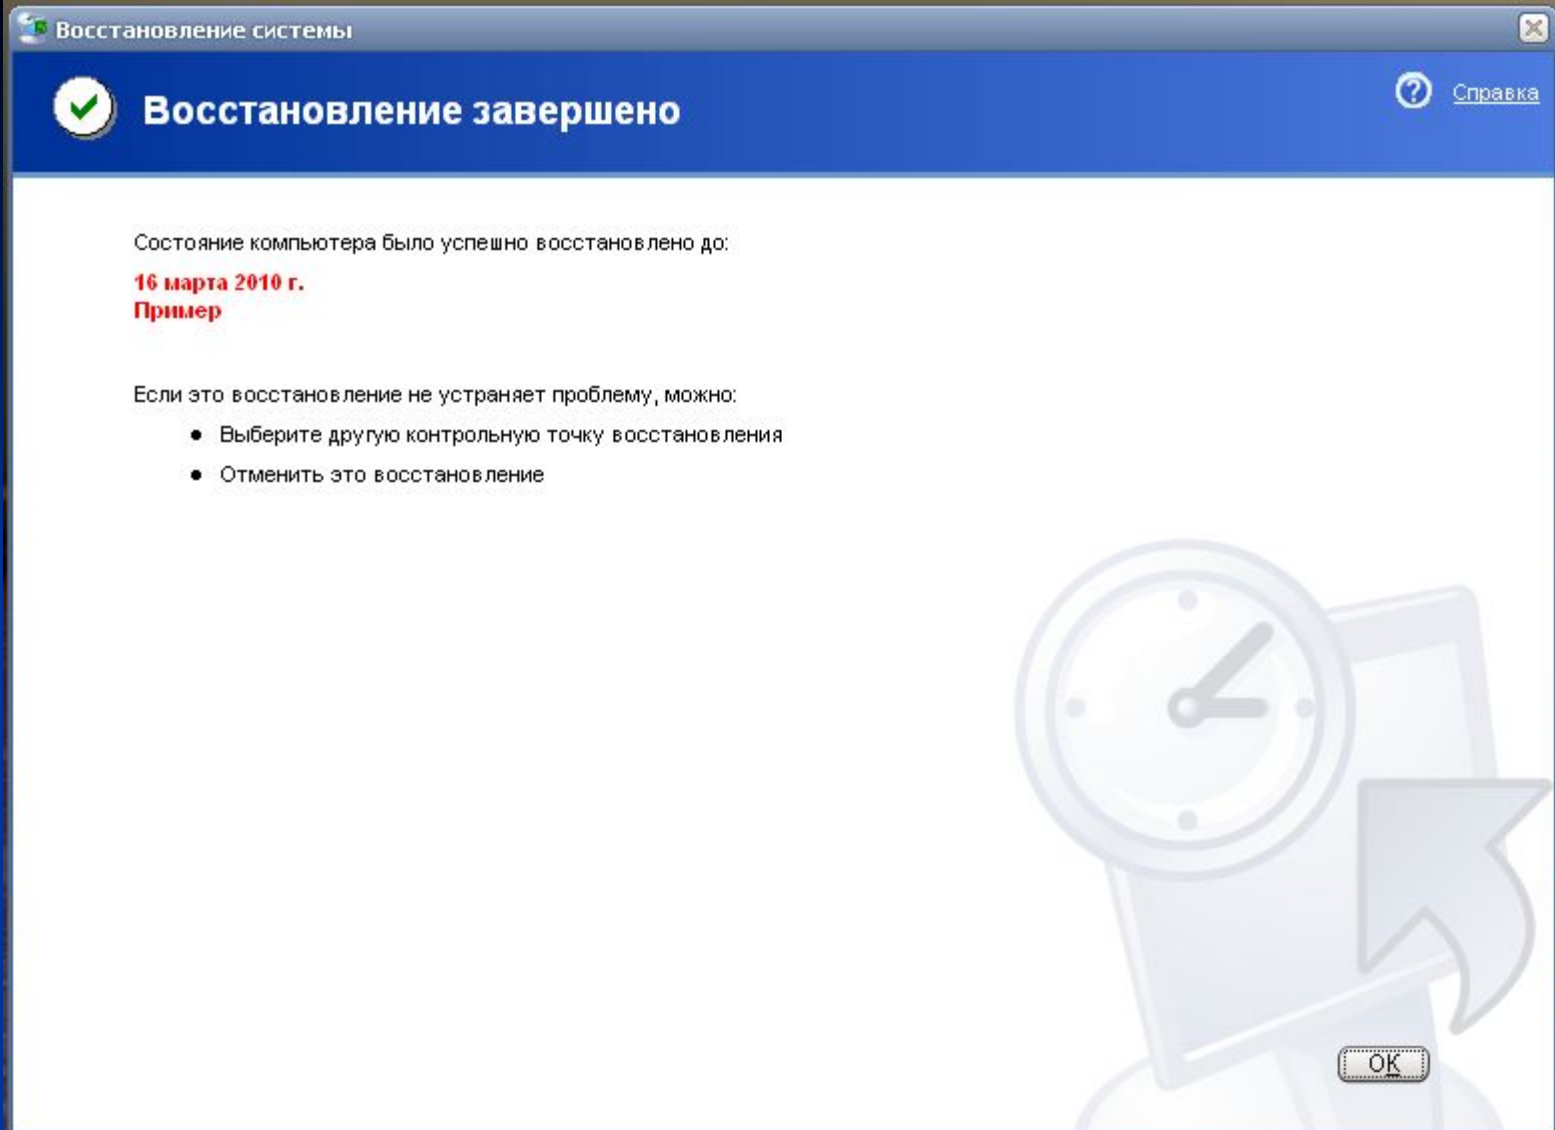 Восстановление системы
Восстановление завершено
Справка
Состояние компьютера было успешно восстановлено до:
16 марта 2010 г.
Пример
Если это восстановление не устраняет проблему, можно:
● Выберите другую контрольную точку восстановления
● Отменить это восстановление
OK